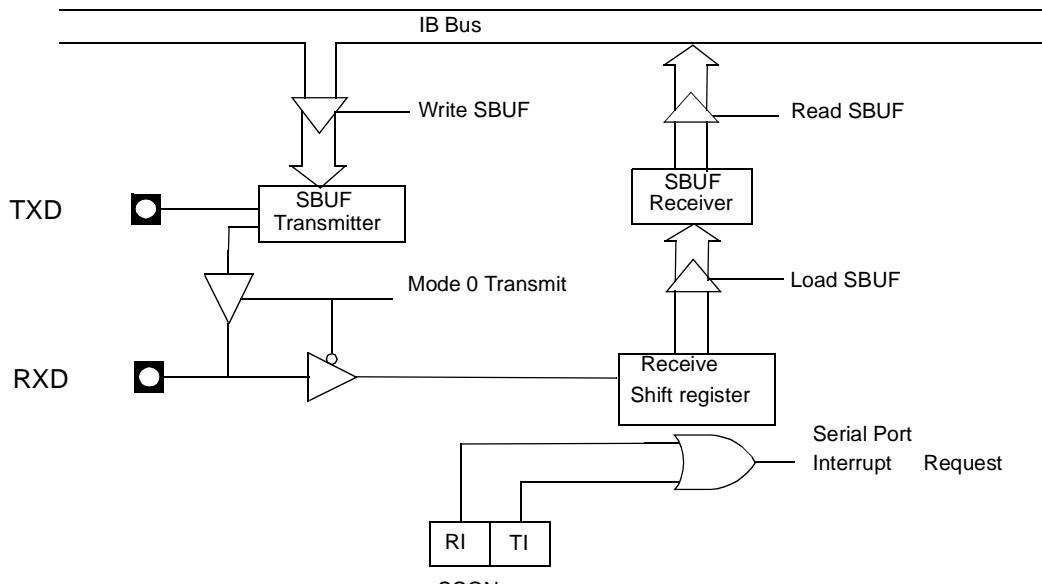 IB Bus
Write SBUF
Read SBUF
TXD
SBUF
Transmitter
SBUF
Receiver
Mode 0 Transmit
Load SBUF
RXD
Receive
Shift register
Serial Port
Interrupt Request
RI TI